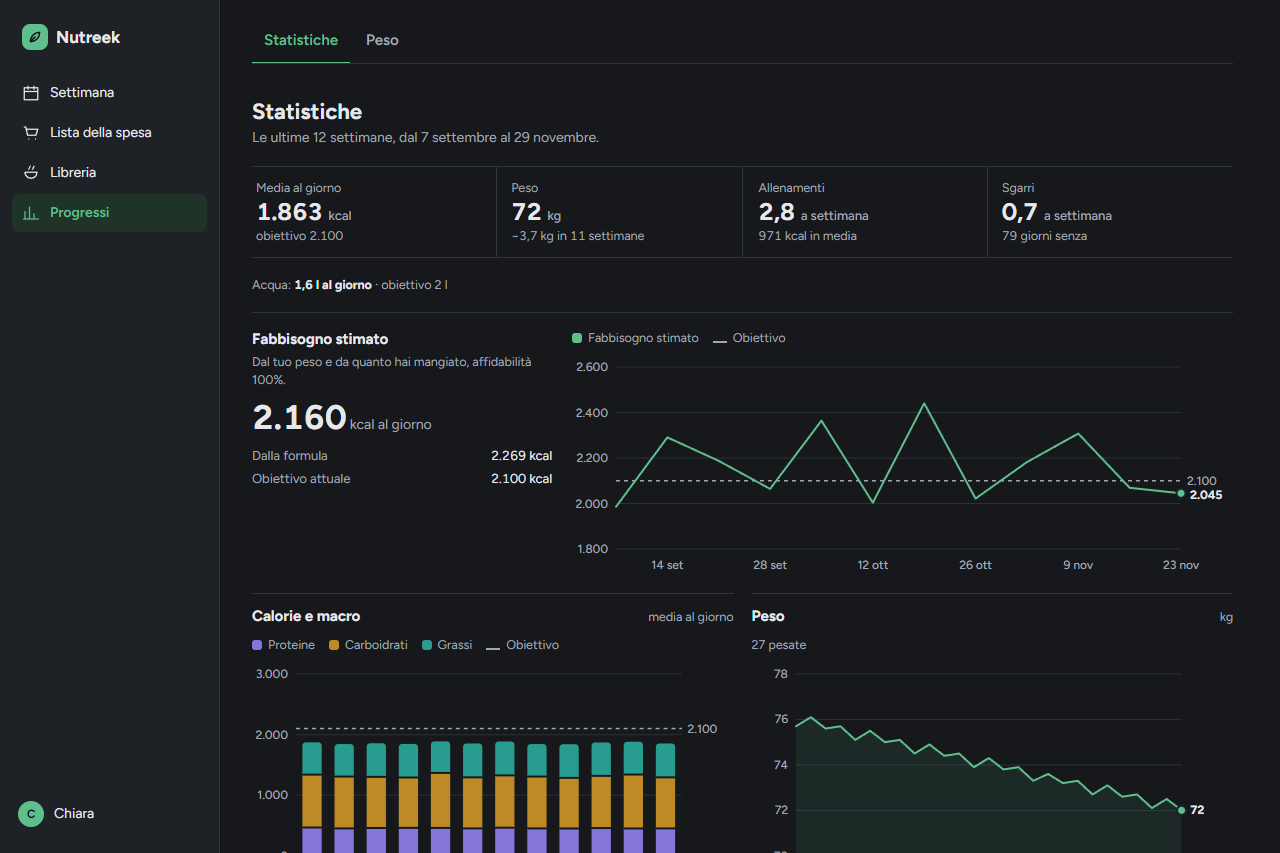 Nutreek
Settimana
Lista della spesa
Libreria
Progressi
C
Chiara
Statistiche
Peso
Statistiche
Le ultime 12 settimane, dal 7 settembre al 29 novembre.
Media al giorno
1.863 kcal
obiettivo 2.100
Peso
72 kg
−3,7 kg in 11 settimane
Allenamenti
2,8 a settimana
971 kcal in media
Sgarri
0,7 a settimana
79 giorni senza
Acqua: 1,6 l al giorno · obiettivo 2 l
Fabbisogno stimato
Dal tuo peso e da quanto hai mangiato, affidabilità
100%.
2.160 kcal al giorno
Dalla formula 2.269 kcal
Obiettivo attuale 2.100 kcal
Fabbisogno stimato Obiettivo
2.600
2.400
2.200
2.100
2.045
2.000
1.800
14 set 28 set 12 ott 26 ott 9 nov 23 nov
Calorie e macro media al giorno
Proteine Carboidrati Grassi Obiettivo
3.000
2.100
2.000
1.000
Peso kg
27 pesate
78
76
74
72
72